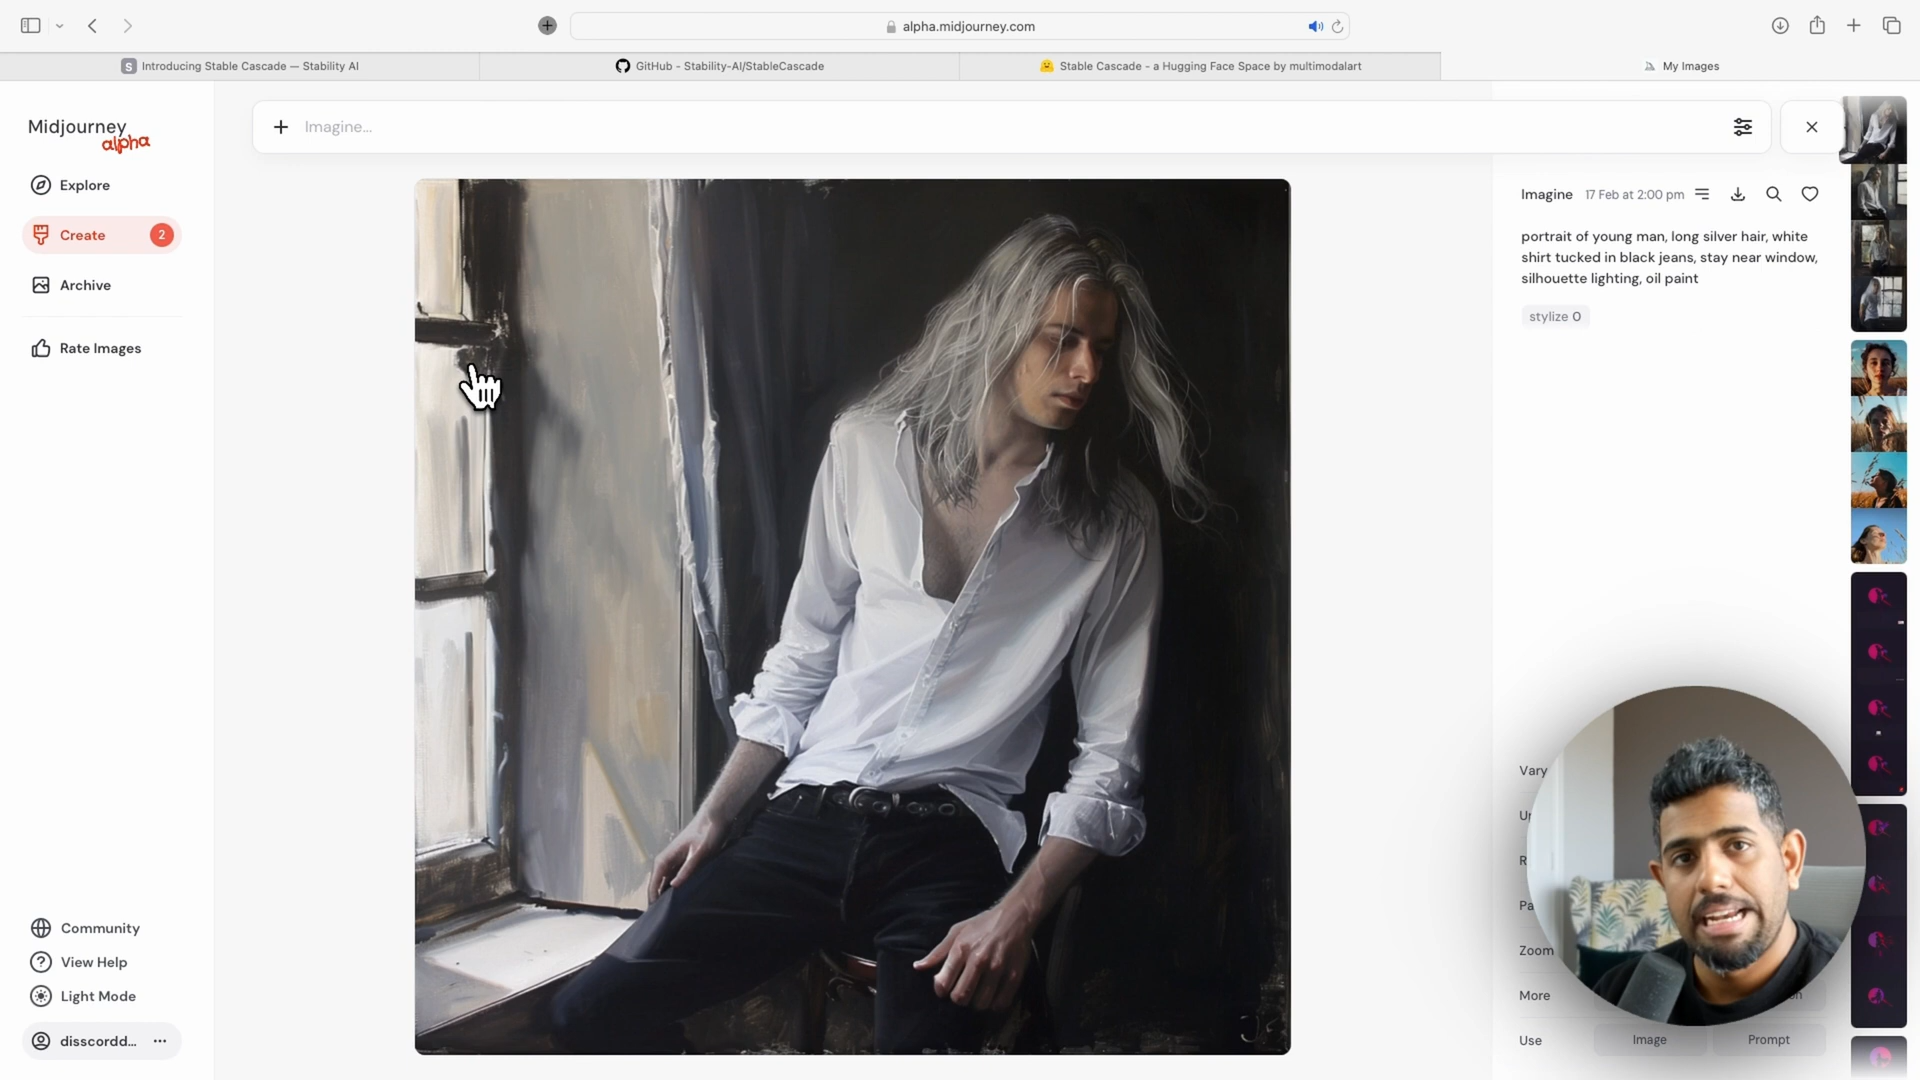 alpha.midjourney.com
Introducing Stable Cascade — Stability AI
GitHub - Stability-AI/StableCascade
Stable Cascade - a Hugging Face Space by multimodalart
My Images
Midjourney
alpha
Imagine...
Explore
Create
2
Archive
Rate Images
Imagine
17 Feb at 2:00 pm
portrait of young man, long silver hair, white
shirt tucked in black jeans, stay near window,
silhouette lighting, oil paint
stylize 0
Vary
Zoom
More
Use
Image
Prompt
Community
View Help
Light Mode
disscordd...